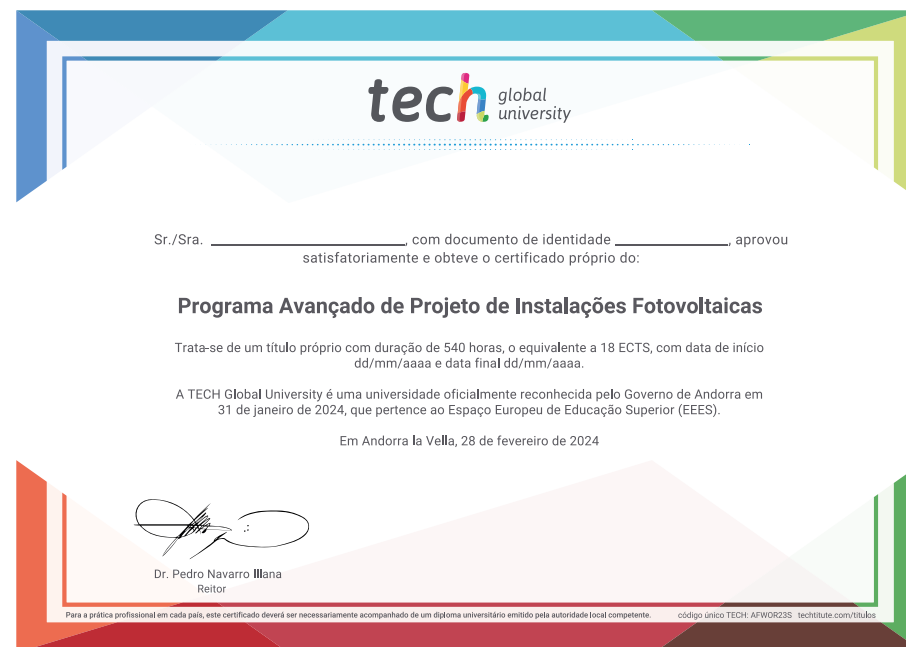 tech global university
Sr./Sra. , com documento de identidade , aprovou
satisfatoriamente e obteve o certificado próprio do:
Programa Avançado de Projeto de Instalações Fotovoltaicas
Trata-se de um título próprio com duração de 540 horas, o equivalente a 18 ECTS, com data de início
dd/mm/aaaa e data final dd/mm/aaaa.
A TECH Global University é uma universidade oficialmente reconhecida pelo Governo de Andorra em
31 de janeiro de 2024, que pertence ao Espaço Europeu de Educação Superior (EEES).
Em Andorra la Vella, 28 de fevereiro de 2024
Dr. Pedro Navarro Illana
Reitor
Para a prática profissional em cada país, este certificado deverá ser necessariamente acompanhado de um diploma universitário emitido pela autoridade local competente. código único TECH: AFWOR23S techtitute.com/titulos